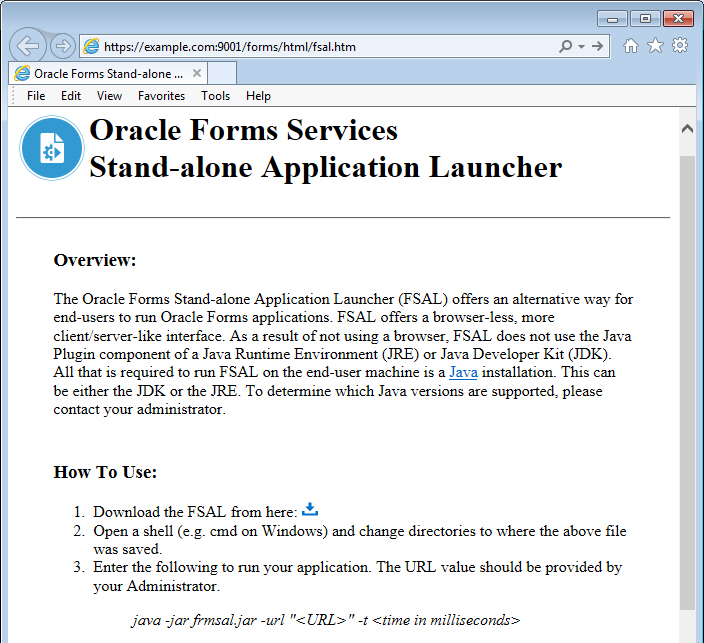 https://example.com:9001/forms/html/fsal.htm
Oracle Forms Stand-alone ...
File Edit View Favorites Tools Help
Oracle Forms Services
Stand-alone Application Launcher
Overview:
The Oracle Forms Stand-alone Application Launcher (FSAL) offers an alternative way for
end-users to run Oracle Forms applications. FSAL offers a browser-less, more
client/server-like interface. As a result of not using a browser, FSAL does not use the Java
Plugin component of a Java Runtime Environment (JRE) or Java Developer Kit (JDK).
All that is required to run FSAL on the end-user machine is a Java installation. This can
be either the JDK or the JRE. To determine which Java versions are supported, please
contact your administrator.
How To Use:
1. Download the FSAL from here:
2. Open a shell (e.g. cmd on Windows) and change directories to where the above file
was saved.
3. Enter the following to run your application. The URL value should be provided by
your Administrator.
java -jar frmsal.jar -url "<URL>" -t <time in milliseconds>